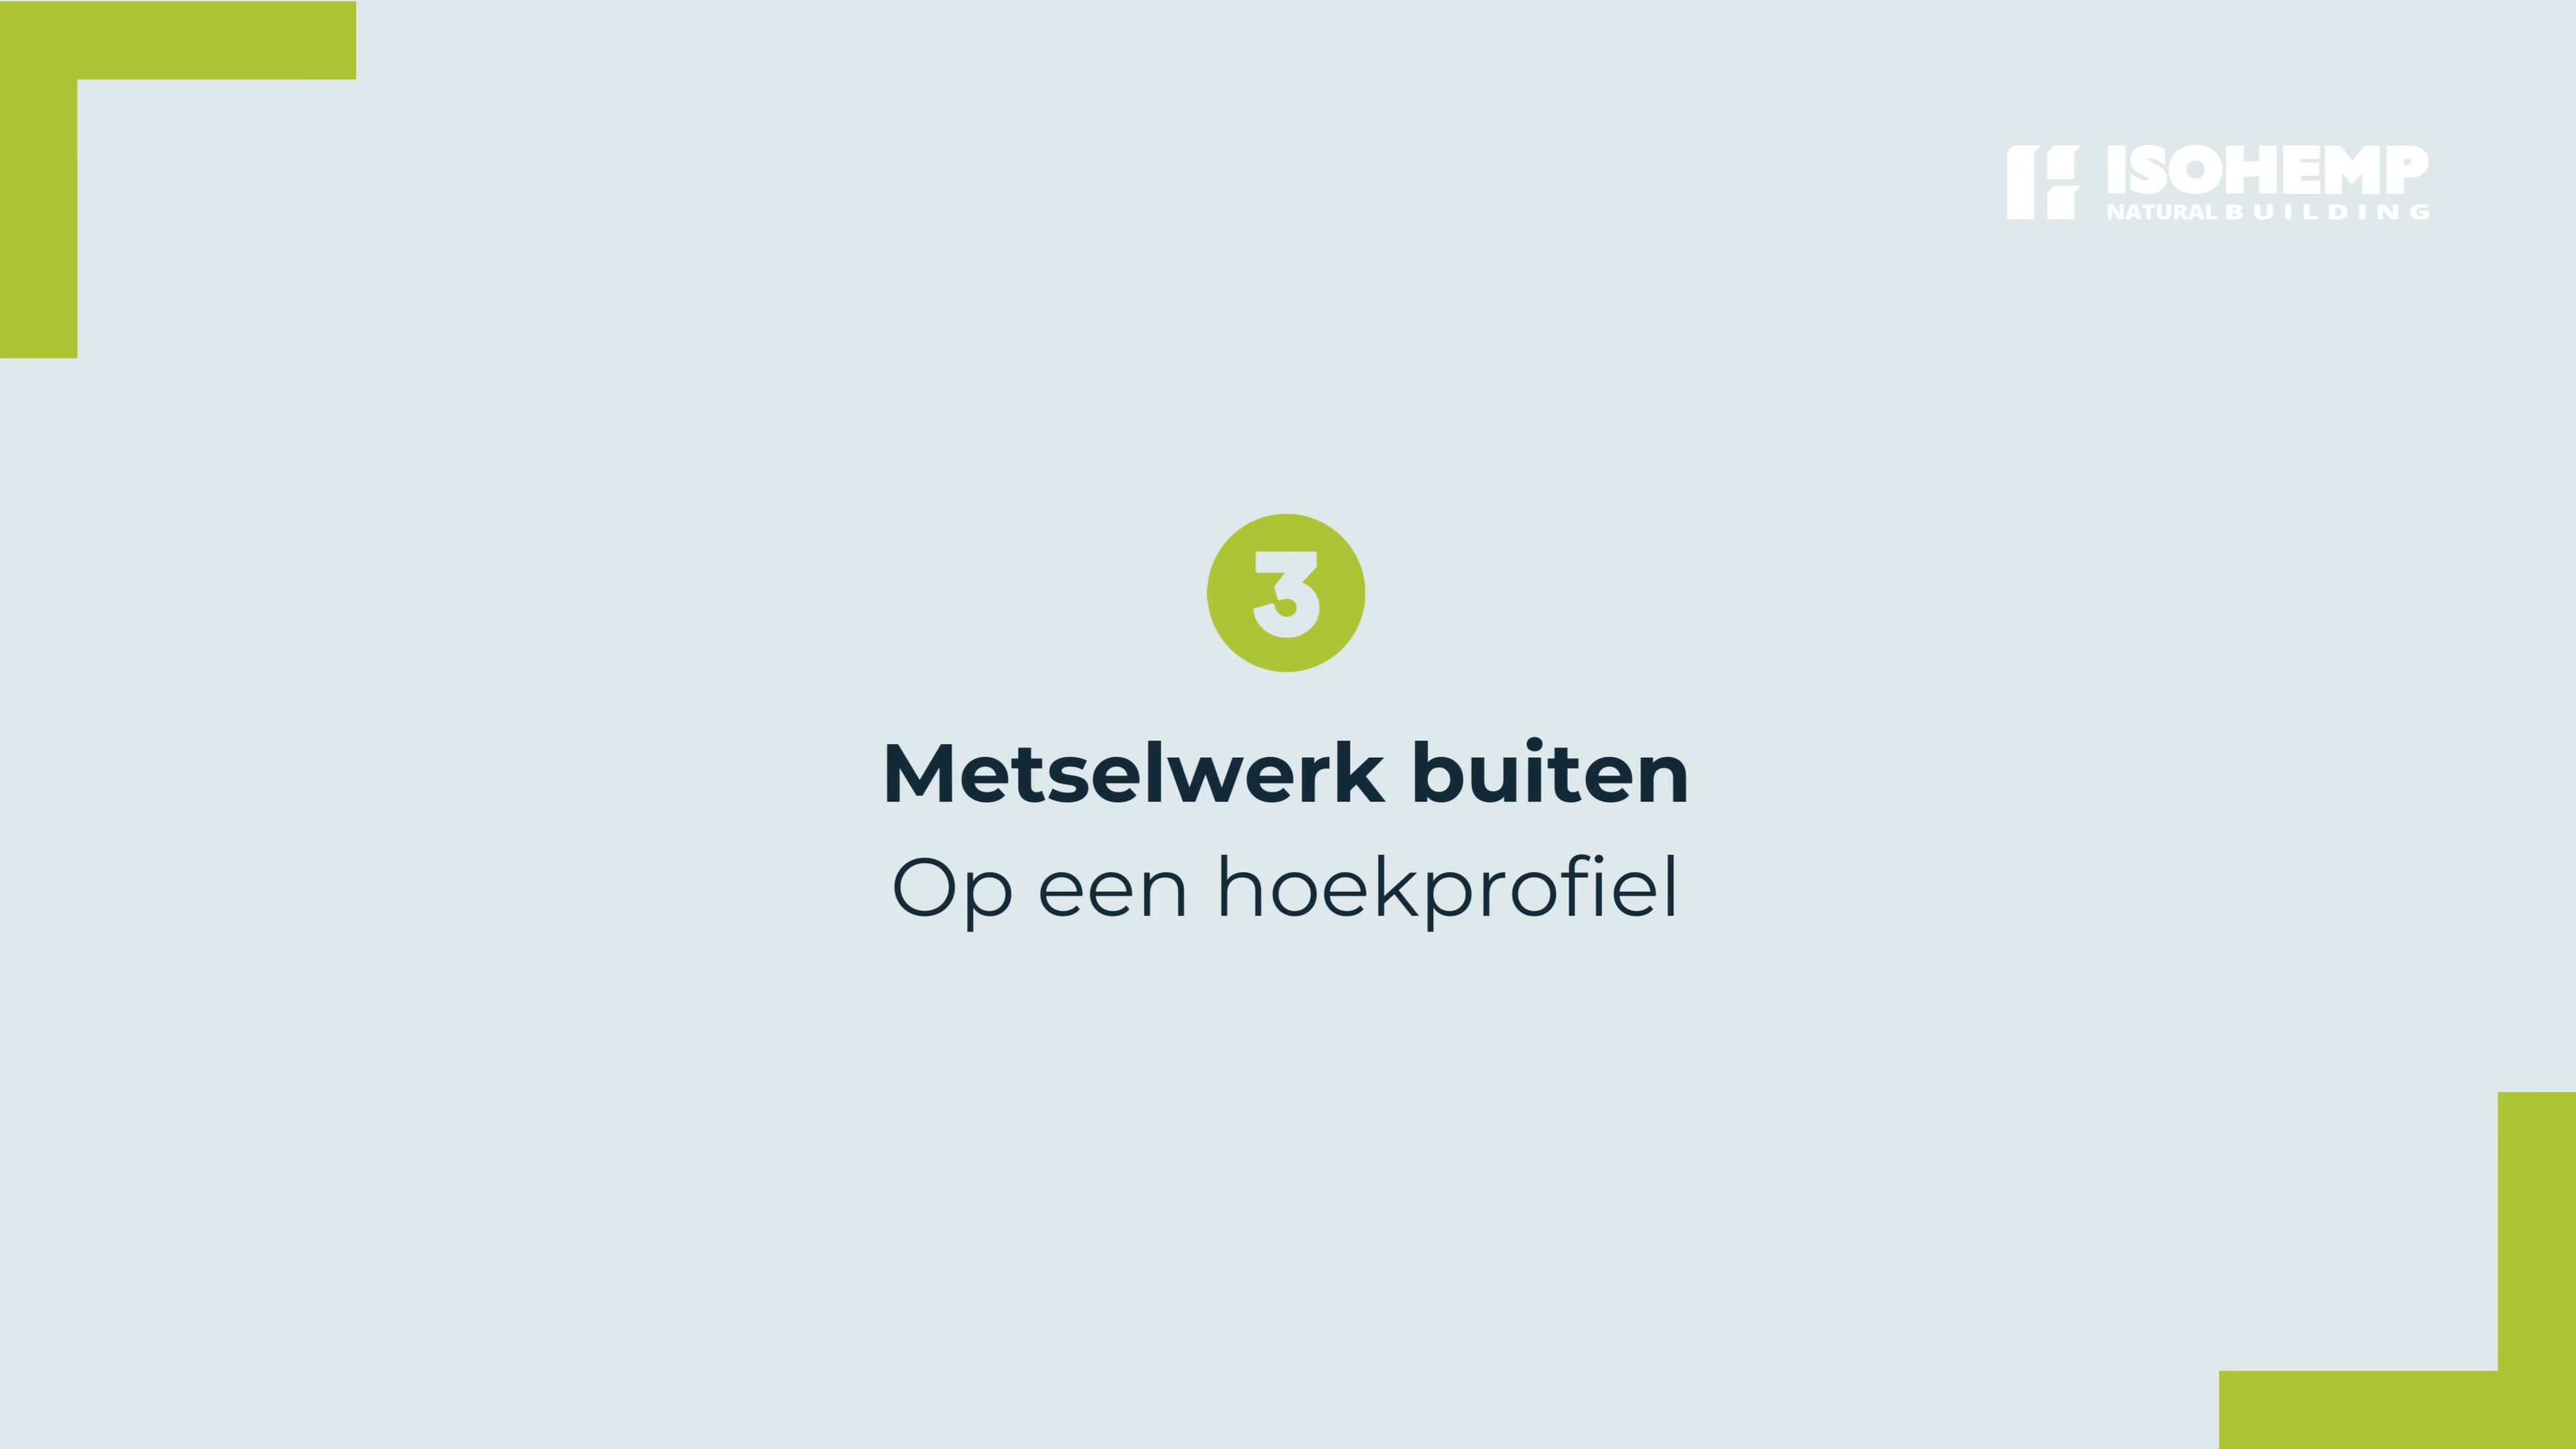 ISOHEMP
NATURAL BUILDING
3
Metselwerk buiten
Op een hoekprofiel